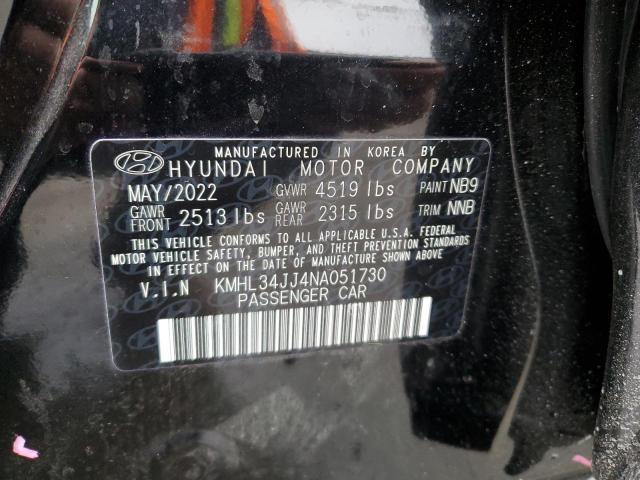 MANUFACTURED IN KOREA BY
HYUNDAI MOTOR COMPANY
MAY/2022 GVWR 4519 lbs PAINT NB9
GAWR FRONT 2513 lbs GAWR REAR 2315 lbs TRIM NNB
THIS VEHICLE CONFORMS TO ALL APPLICABLE U.S.A. FEDERAL
MOTOR VEHICLE SAFETY, BUMPER, AND THEFT PREVENTION STANDARDS
IN EFFECT ON THE DATE OF MANUFACTURE SHOWN ABOVE.
V.I.N KMHL34JJ4NA051730
PASSENGER CAR